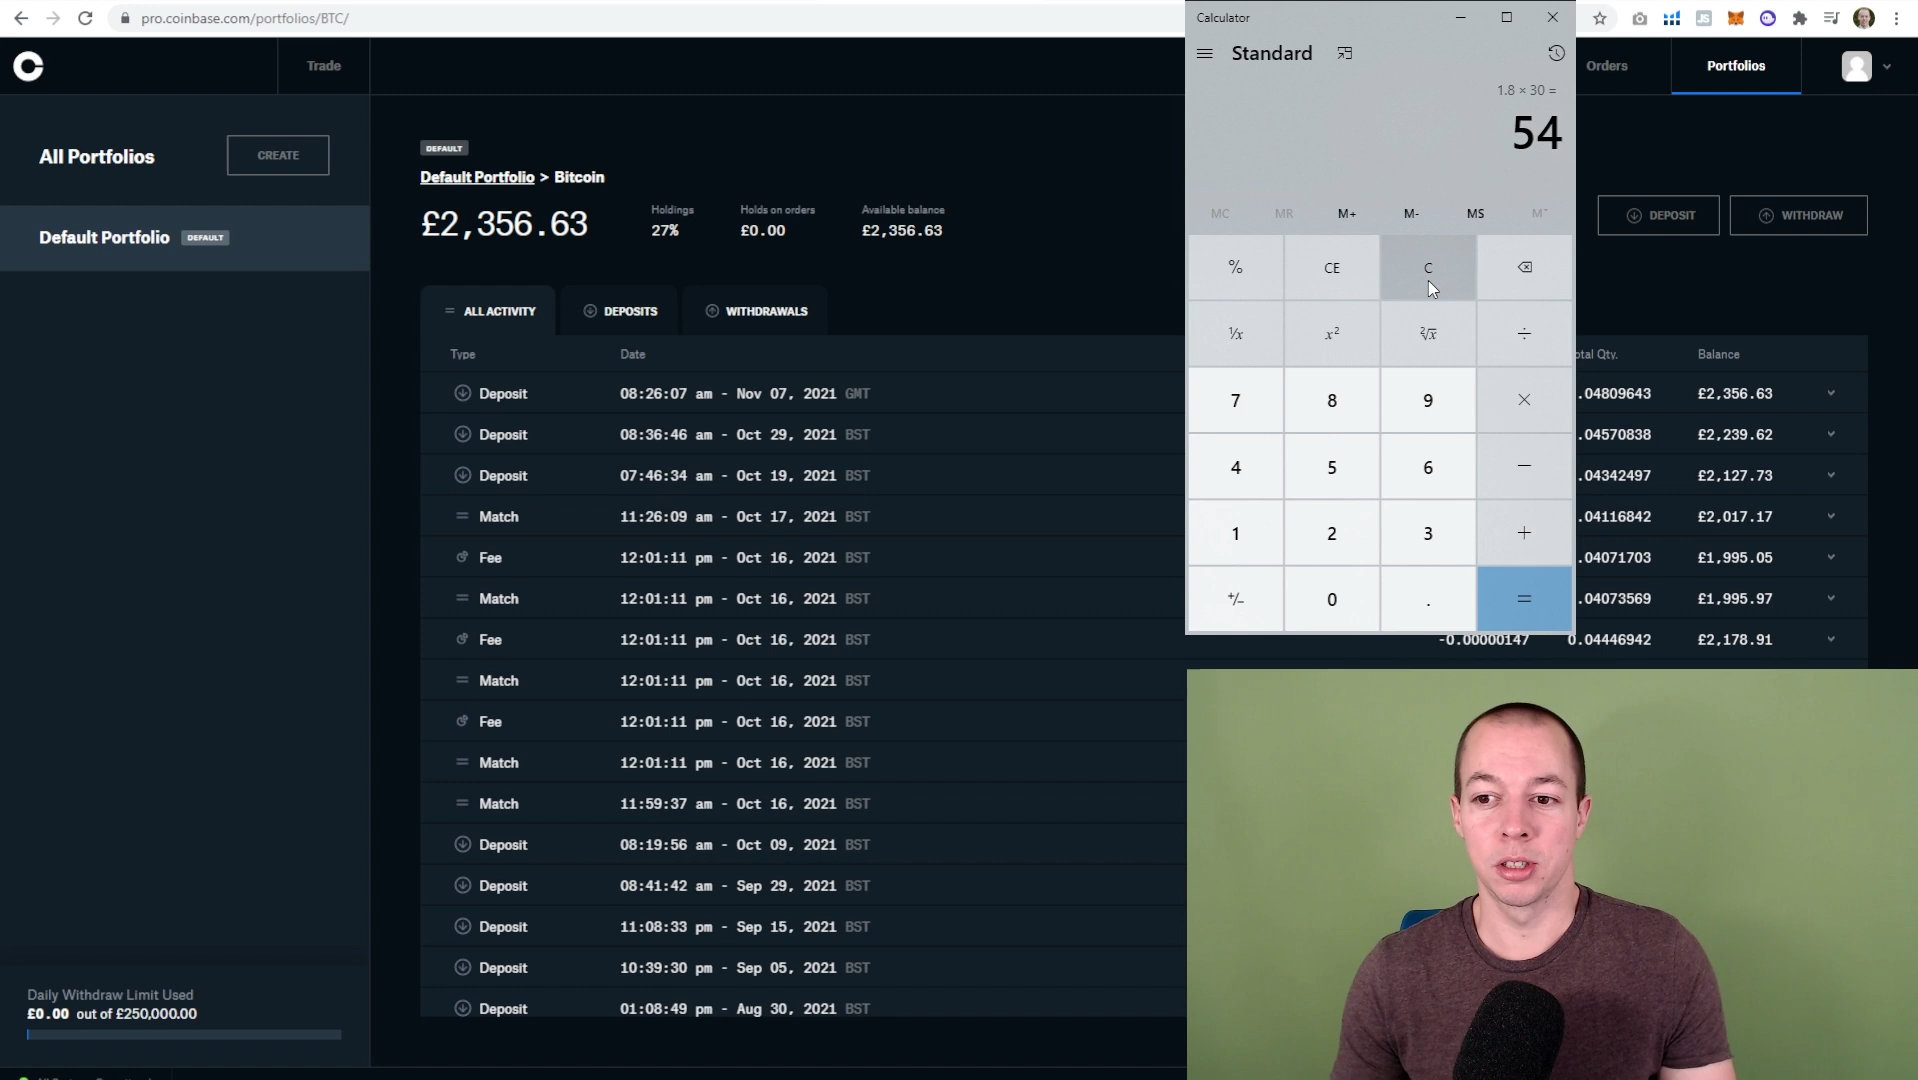 pro.coinbase.com/portfolios/BTC/
Trade
Orders
Portfolios
All Portfolios
CREATE
Default Portfolio DEFAULT
DEFAULT
Default Portfolio > Bitcoin
£2,356.63
Holdings
27%
Holds on orders
£0.00
Available balance
£2,356.63
DEPOSIT
WITHDRAW
ALL ACTIVITY
DEPOSITS
WITHDRAWALS
Type Date otal Qty. Balance
Deposit 08:26:07 am - Nov 07, 2021 GMT .04809643 £2,356.63
Deposit 08:36:46 am - Oct 29, 2021 BST .04570838 £2,239.62
Deposit 07:46:34 am - Oct 19, 2021 BST .04342497 £2,127.73
Match 11:26:09 am - Oct 17, 2021 BST .04116842 £2,017.17
Fee 12:01:11 pm - Oct 16, 2021 BST .04071703 £1,995.05
Match 12:01:11 pm - Oct 16, 2021 BST .04073569 £1,995.97
Fee 12:01:11 pm - Oct 16, 2021 BST -0.00000147 0.04446942 £2,178.91
Match 12:01:11 pm - Oct 16, 2021 BST
Fee 12:01:11 pm - Oct 16, 2021 BST
Match 12:01:11 pm - Oct 16, 2021 BST
Match 11:59:37 am - Oct 16, 2021 BST
Deposit 08:19:56 am - Oct 09, 2021 BST
Deposit 08:41:42 am - Sep 29, 2021 BST
Deposit 11:08:33 pm - Sep 15, 2021 BST
Deposit 10:39:30 pm - Sep 05, 2021 BST
Deposit 01:08:49 pm - Aug 30, 2021 BST
Daily Withdraw Limit Used
£0.00 out of £250,000.00
Calculator
Standard
1.8 × 30 =
54
MC MR M+ M- MS M˅
% CE C
⅟x x² ²√x ÷
7 8 9 ×
4 5 6 −
1 2 3 +
+/− 0 . =